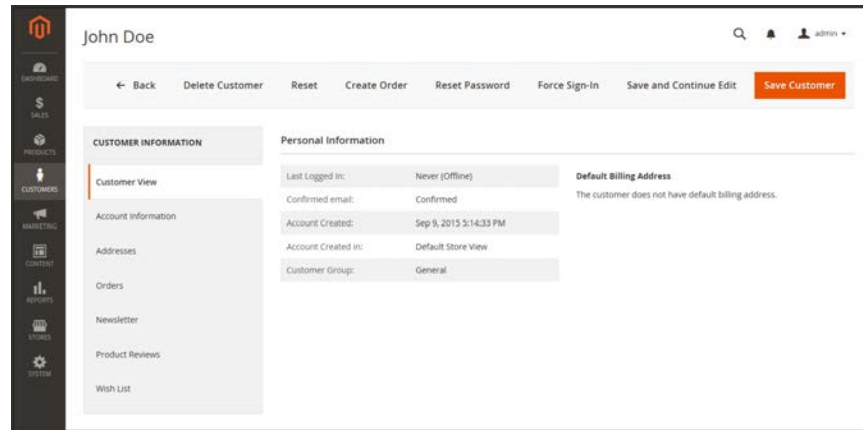 John Doe
admin
DASHBOARD
SALES
PRODUCTS
CUSTOMERS
MARKETING
CONTENT
REPORTS
STORES
SYSTEM
← Back Delete Customer Reset Create Order Reset Password Force Sign-In Save and Continue Edit Save Customer
CUSTOMER INFORMATION
Customer View
Account Information
Addresses
Orders
Newsletter
Product Reviews
Wish List
Personal Information
Last Logged In: Never (Offline)
Confirmed email: Confirmed
Account Created: Sep 9, 2015 5:14:33 PM
Account Created in: Default Store View
Customer Group: General
Default Billing Address
The customer does not have default billing address.